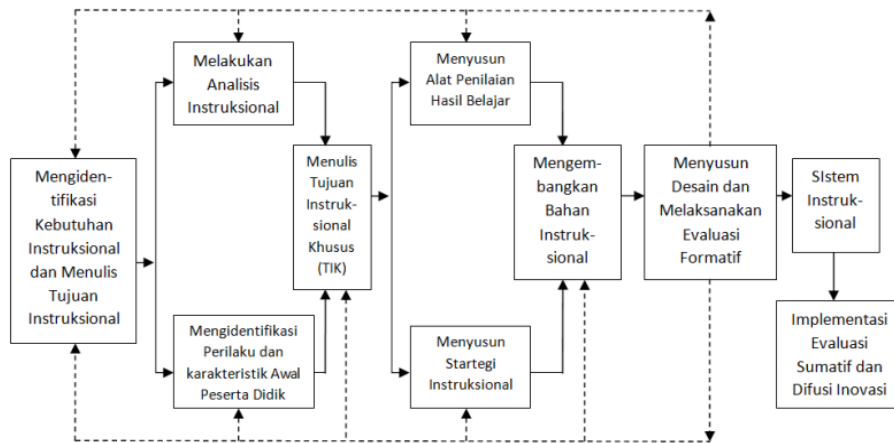 Mengiden-
tifikasi
Kebutuhan
Instruksional
dan Menulis
Tujuan
Instruksional
Melakukan
Analisis
Instruksional
Mengidentifikasi
Perilaku dan
karakteristik Awal
Peserta Didik
Menulis
Tujuan
Instruk-
sional
Khusus
(TIK)
Menyusun
Alat Penilaian
Hasil Belajar
Menyusun
Startegi
Instruksional
Mengem-
bangkan
Bahan
Instruk-
sional
Menyusun
Desain dan
Melaksanakan
Evaluasi
Formatif
SIstem
Instruk-
sional
Implementasi
Evaluasi
Sumatif dan
Difusi Inovasi